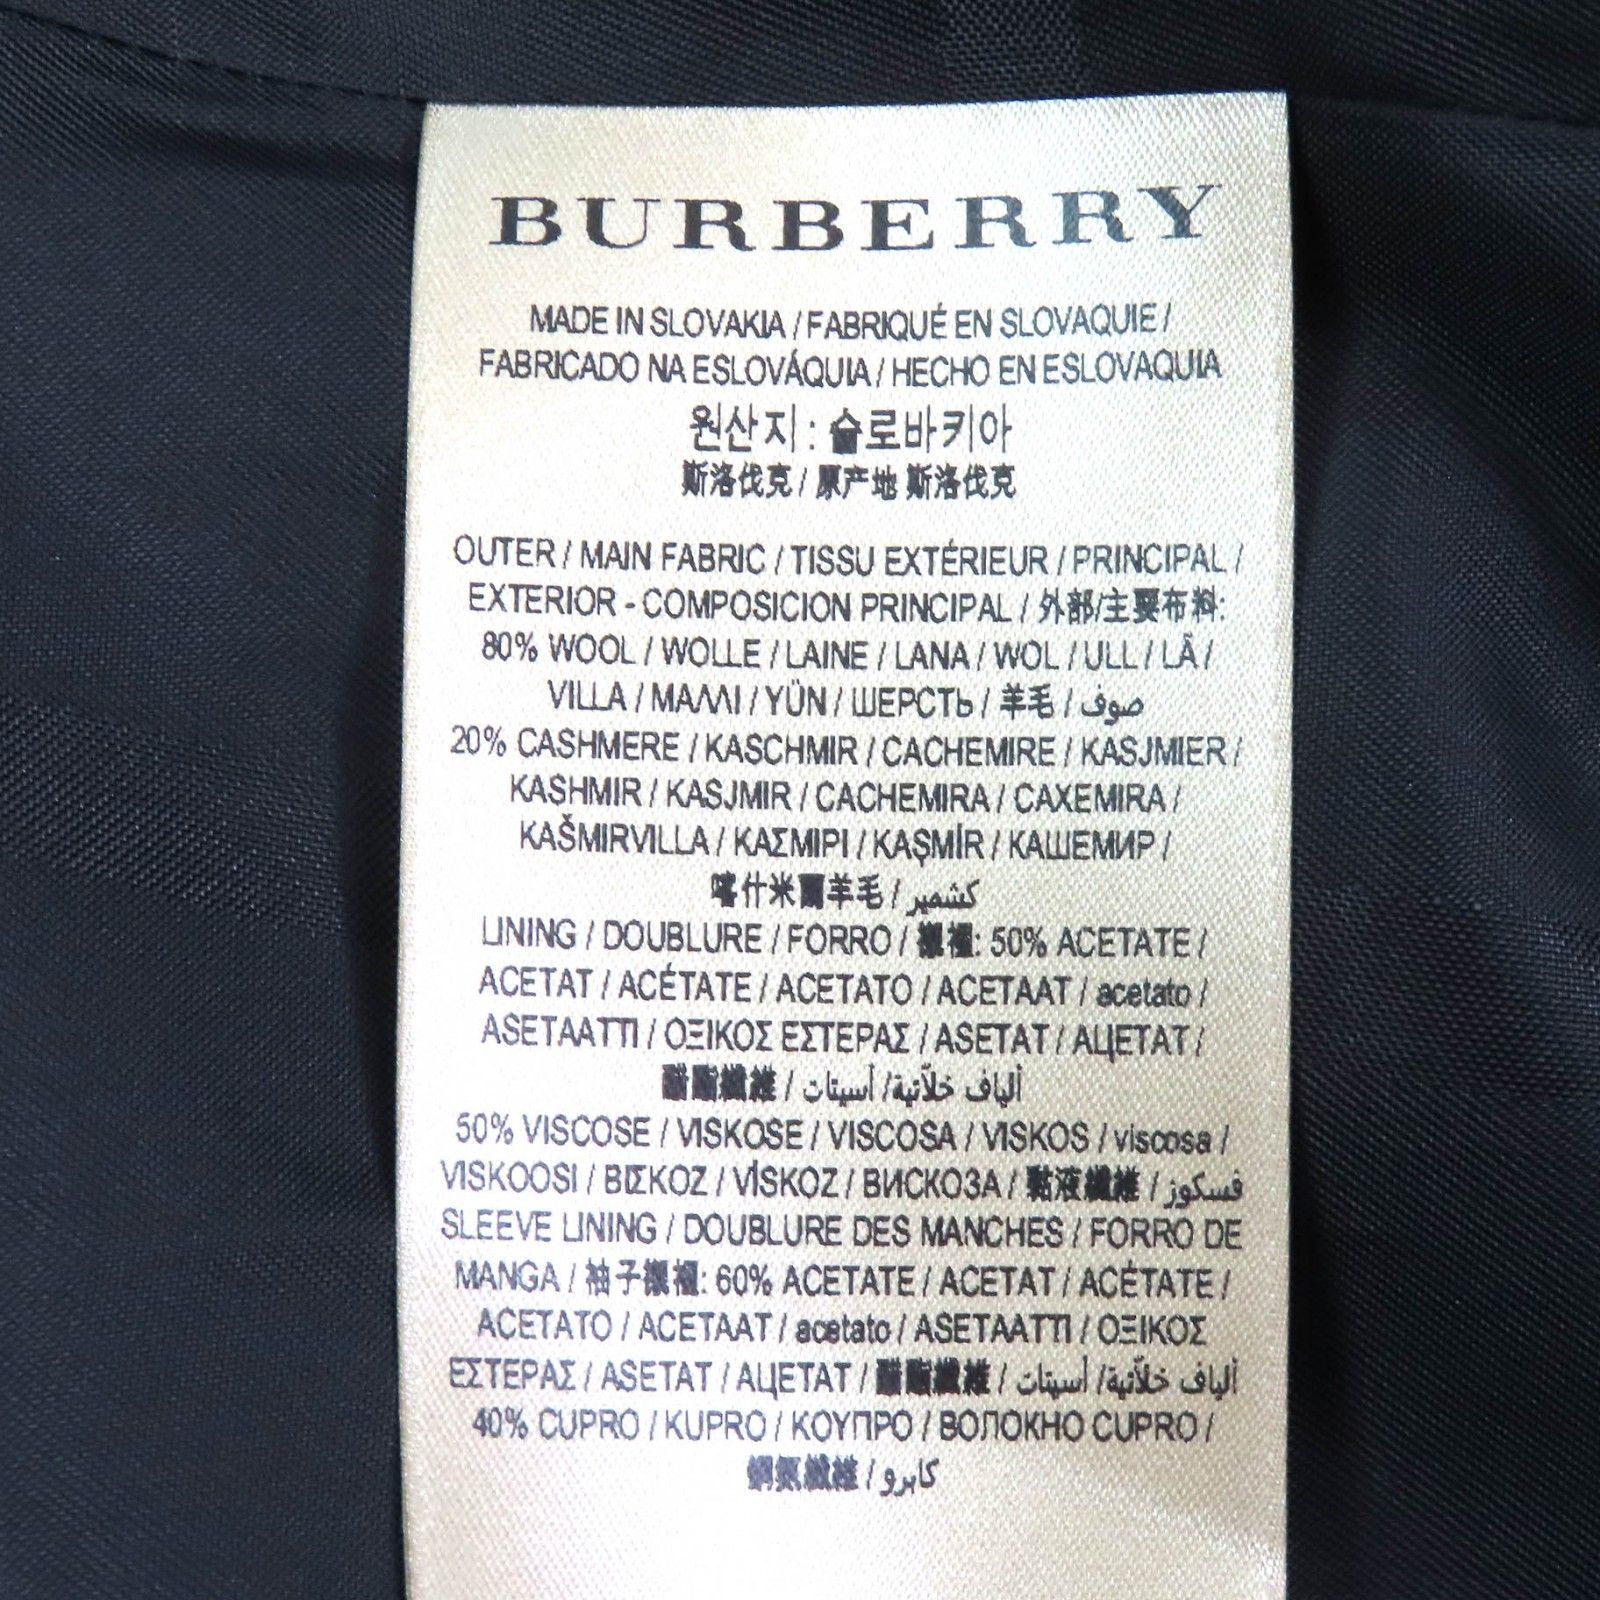 BURBERRY
MADE IN SLOVAKIA / FABRIQUÉ EN SLOVAQUIE /
FABRICADO NA ESLOVÁQUIA / HECHO EN ESLOVAQUIA
원산지 : 슬로바키아
斯洛伐克 / 原产地 斯洛伐克
OUTER / MAIN FABRIC / TISSU EXTÉRIEUR / PRINCIPAL /
EXTERIOR - COMPOSICION PRINCIPAL / 外部/主要布料:
80% WOOL / WOLLE / LAINE / LANA / WOL / ULL / LÃ /
VILLA / ΜΑΛΛΙ / YÜN / ШЕРСТЬ / 羊毛 / صوف
20% CASHMERE / KASCHMIR / CACHEMIRE / KASJMIER /
KASHMIR / KASJMIR / CACHEMIRA / CAXEMIRA /
KAŠMIRVILLA / ΚΑΣΜΙΡΙ / KAŞMİR / КАШЕМИР /
喀什米爾羊毛 / كشمير
LINING / DOUBLURE / FORRO / 襯裡: 50% ACETATE /
ACETAT / ACÉTATE / ACETATO / ACETAAT / acetato /
ASETAATTI / ΟΞΙΚΟΣ ΕΣΤΕΡΑΣ / ASETAT / АЦЕТАТ /
醋酯纖維 / ألياف خلاّتية/ أسيتات
50% VISCOSE / VISKOSE / VISCOSA / VISKOS / viscosa /
VISKOOSI / ΒΙΣΚΟΖ / VİSKOZ / ВИСКОЗА / 黏液纖維 / فسكوز
SLEEVE LINING / DOUBLURE DES MANCHES / FORRO DE
MANGA / 袖子襯裡: 60% ACETATE / ACETAT / ACÉTATE /
ACETATO / ACETAAT / acetato / ASETAATTI / ΟΞΙΚΟΣ
ΕΣΤΕΡΑΣ / ASETAT / АЦЕТАТ / 醋酯纖維 / ألياف خلاّتية/ أسيتات
40% CUPRO / KUPRO / ΚΟΥΠΡΟ / ВОЛОКНО CUPRO /
銅氨纖維 / كابرو